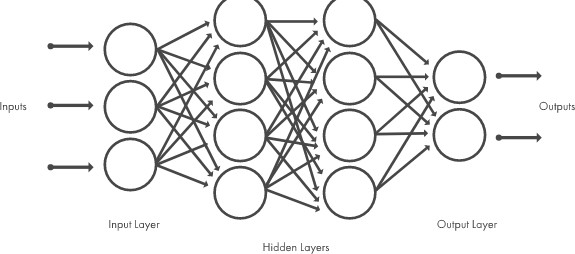 Inputs
Outputs
Input Layer
Output Layer
Hidden Layers